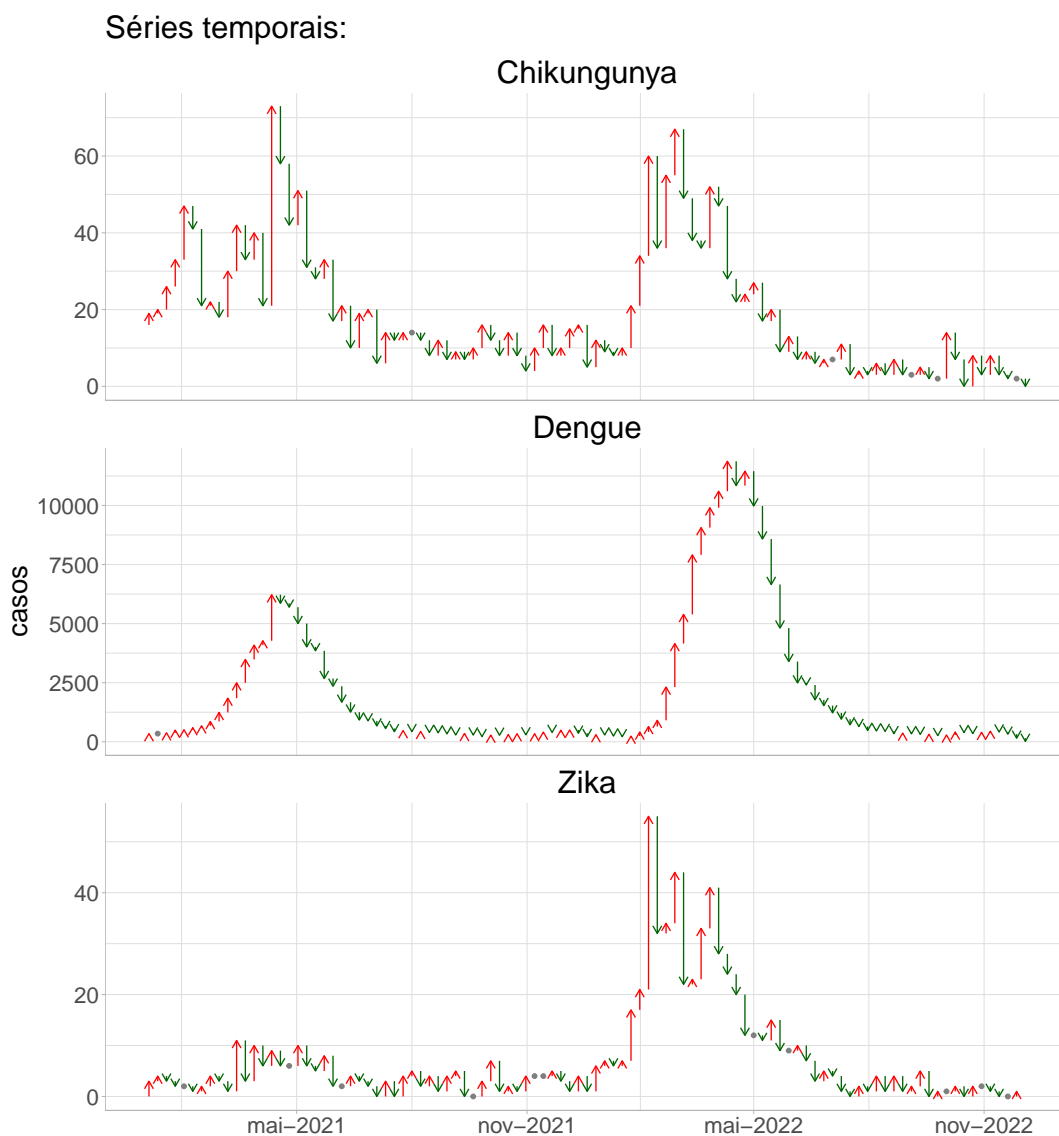 Séries temporais:
Chikungunya
60
40
20
0
Dengue
10000
7500
5000
2500
0
casos
Zika
40
20
0
mai−2021 nov−2021 mai−2022 nov−2022